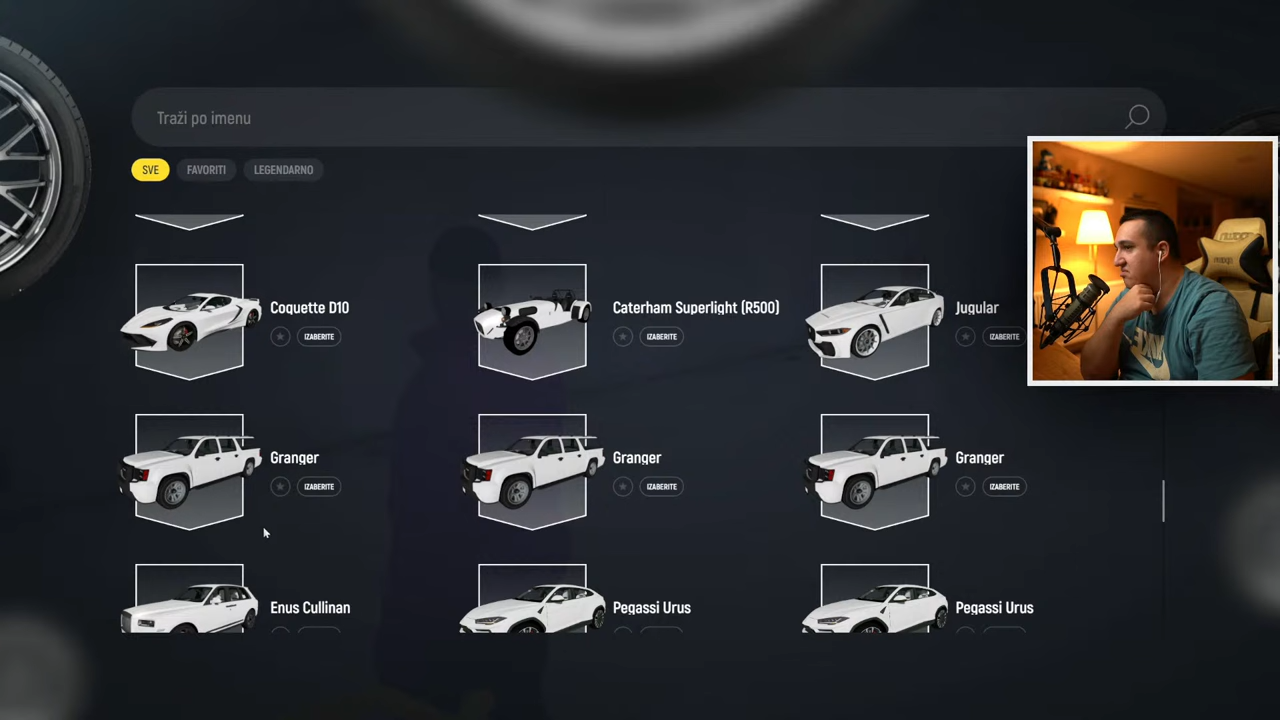 Traži po imenu
SVE FAVORITI LEGENDARNO
Coquette D10 Caterham Superlight (R500) Jugular
IZABERITE IZABERITE IZABERITE
Granger Granger Granger
IZABERITE IZABERITE IZABERITE
Enus Cullinan Pegassi Urus Pegassi Urus